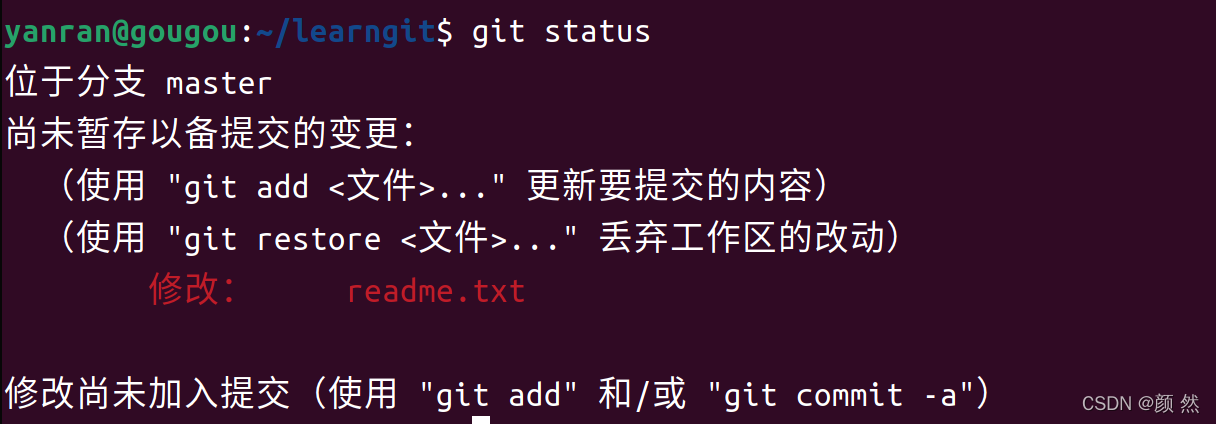 yanran@gougou:~/learngit$ git status
位于分支 master
尚未暂存以备提交的变更：
（使用 "git add <文件>..." 更新要提交的内容）
（使用 "git restore <文件>..." 丢弃工作区的改动）
修改：     readme.txt
修改尚未加入提交（使用 "git add" 和/或 "git commit -a"）
CSDN @颜 然